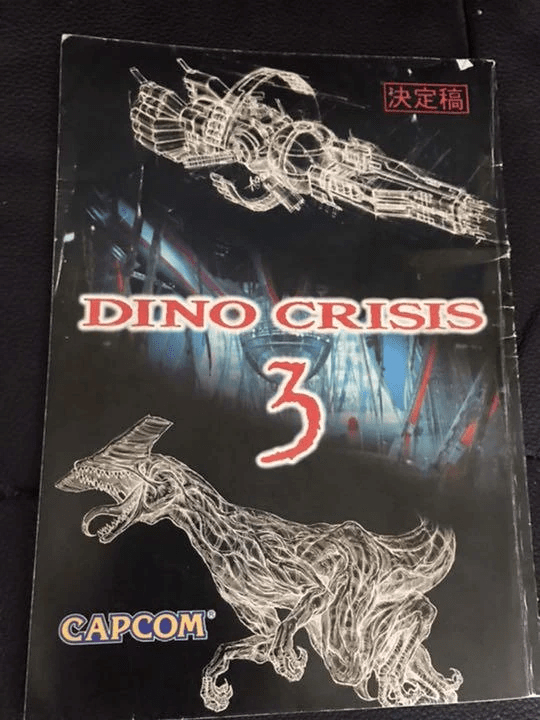 決定稿
DINO CRISIS
3
CAPCOM®